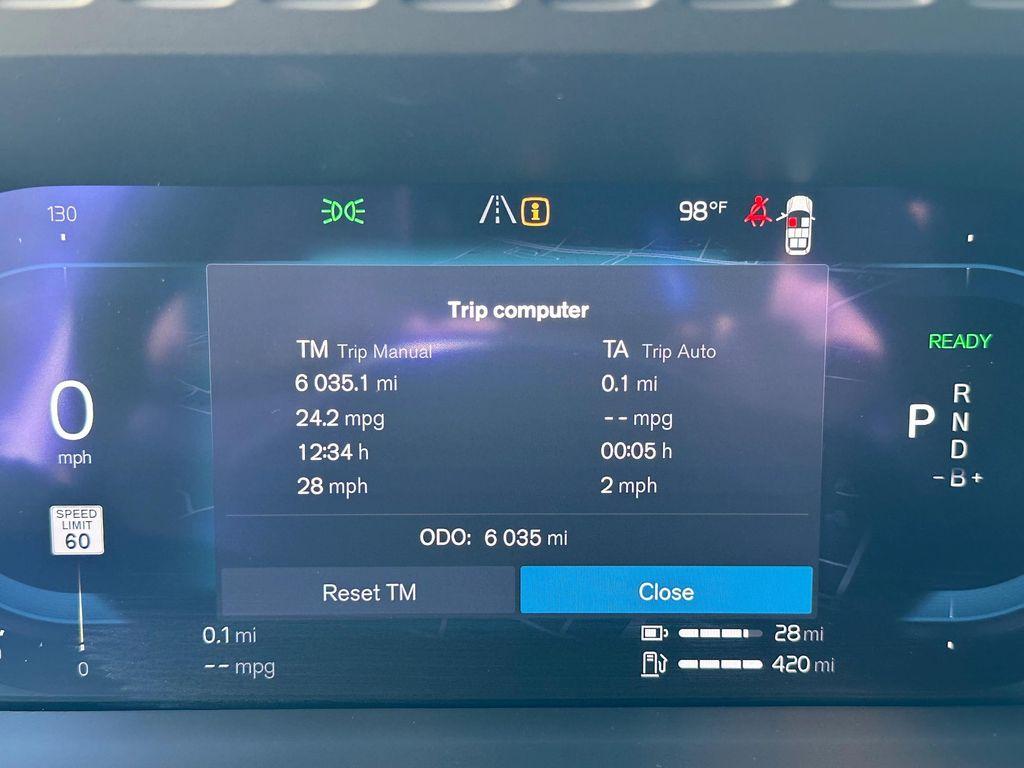 130
98°F
Trip computer
TM Trip Manual
TA Trip Auto
6 035.1 mi
0.1 mi
24.2 mpg
-- mpg
12:34 h
00:05 h
28 mph
2 mph
ODO: 6 035 mi
Reset TM
Close
0
mph
SPEED
LIMIT
60
0
READY
P
R
N
D
-B+
0.1 mi
-- mpg
28 mi
420 mi